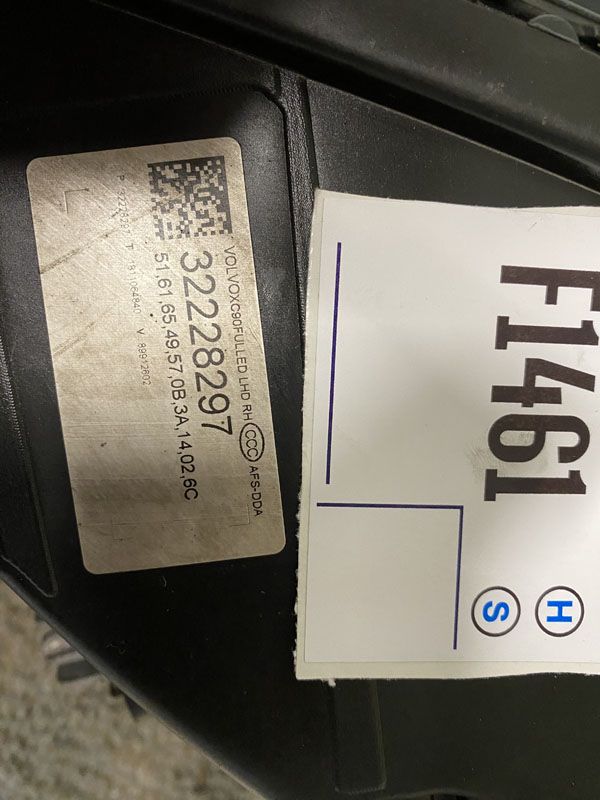 VOLVOXC90FULLED LHD RH CCC AFS-DDA
32228297
51,61,65,49,57,0B,3A,14,02,6C
L
F1461
H
S